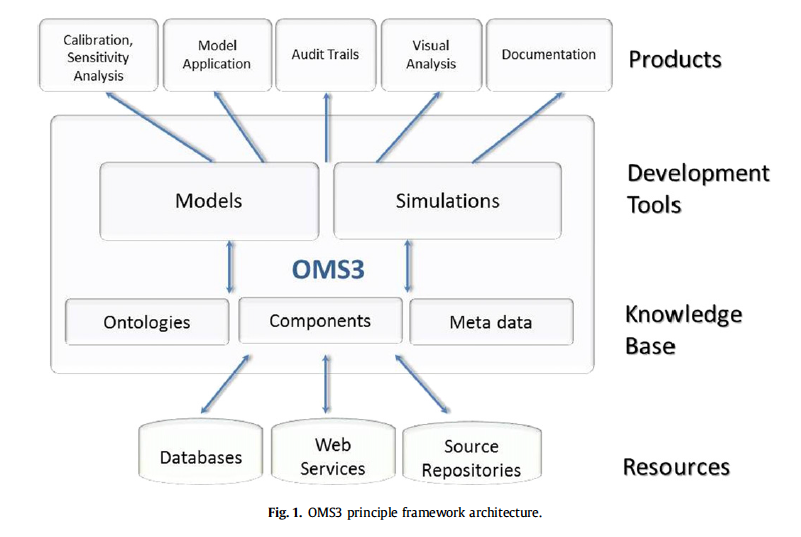 Calibration,
Sensitivity
Analysis
Model
Application
Audit Trails
Visual
Analysis
Documentation
Products
Models
Simulations
Development
Tools
OMS3
Ontologies
Components
Meta data
Knowledge
Base
Databases
Web
Services
Source
Repositories
Resources
Fig. 1. OMS3 principle framework architecture.